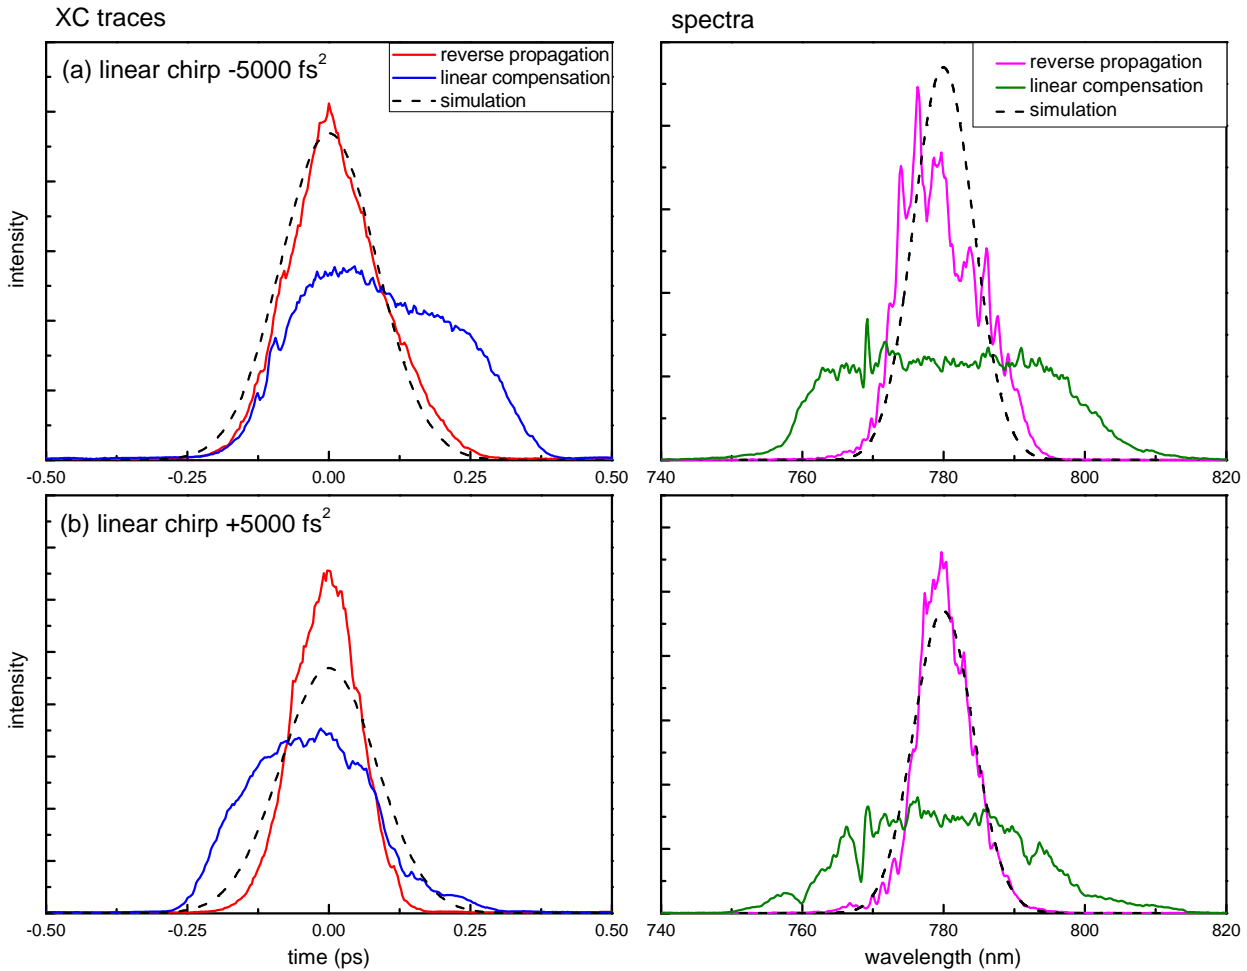 XC traces
spectra
(a) linear chirp -5000 fs²
reverse propagation
linear compensation
simulation
reverse propagation
linear compensation
simulation
intensity
-0.50 -0.25 0.00 0.25 0.50
740 760 780 800 820
(b) linear chirp +5000 fs²
intensity
-0.50 -0.25 0.00 0.25 0.50
740 760 780 800 820
time (ps)
wavelength (nm)